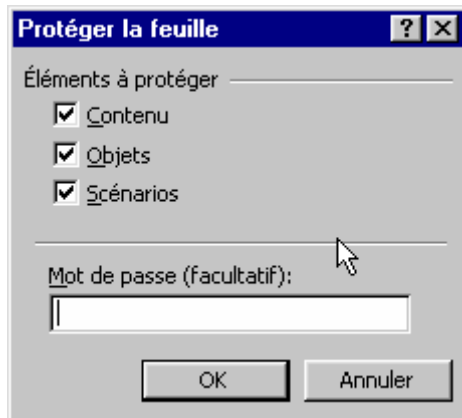 Protéger la feuille
Éléments à protéger
Contenu
Objets
Scénarios
Mot de passe (facultatif):
OK
Annuler